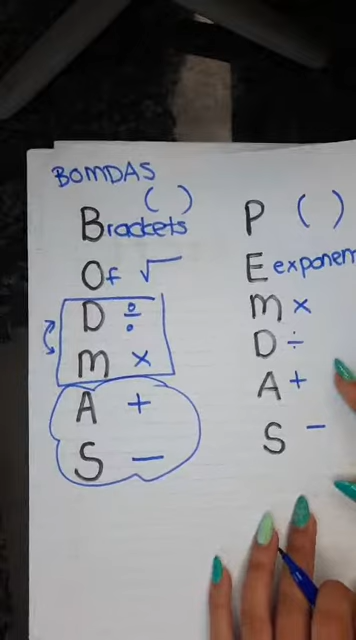 BOMDAS
( )
Brackets
Of √
D ÷
M ×
A +
S −
P ( )
E exponen
M ×
D ÷
A +
S −